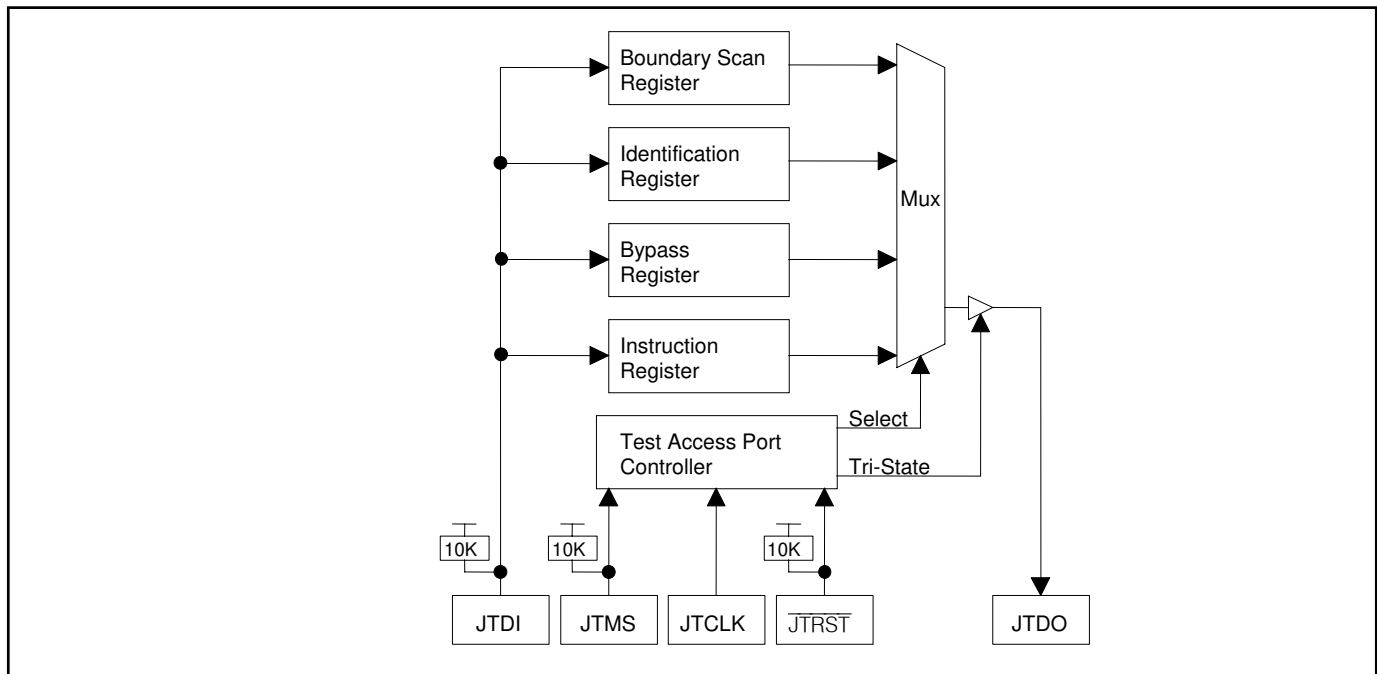 Boundary Scan
Register
Identification
Register
Mux
Bypass
Register
Instruction
Register
Select
Test Access Port
Controller
Tri-State
10K
10K
10K
JTDI
JTMS
JTCLK
JTRST
JTDO